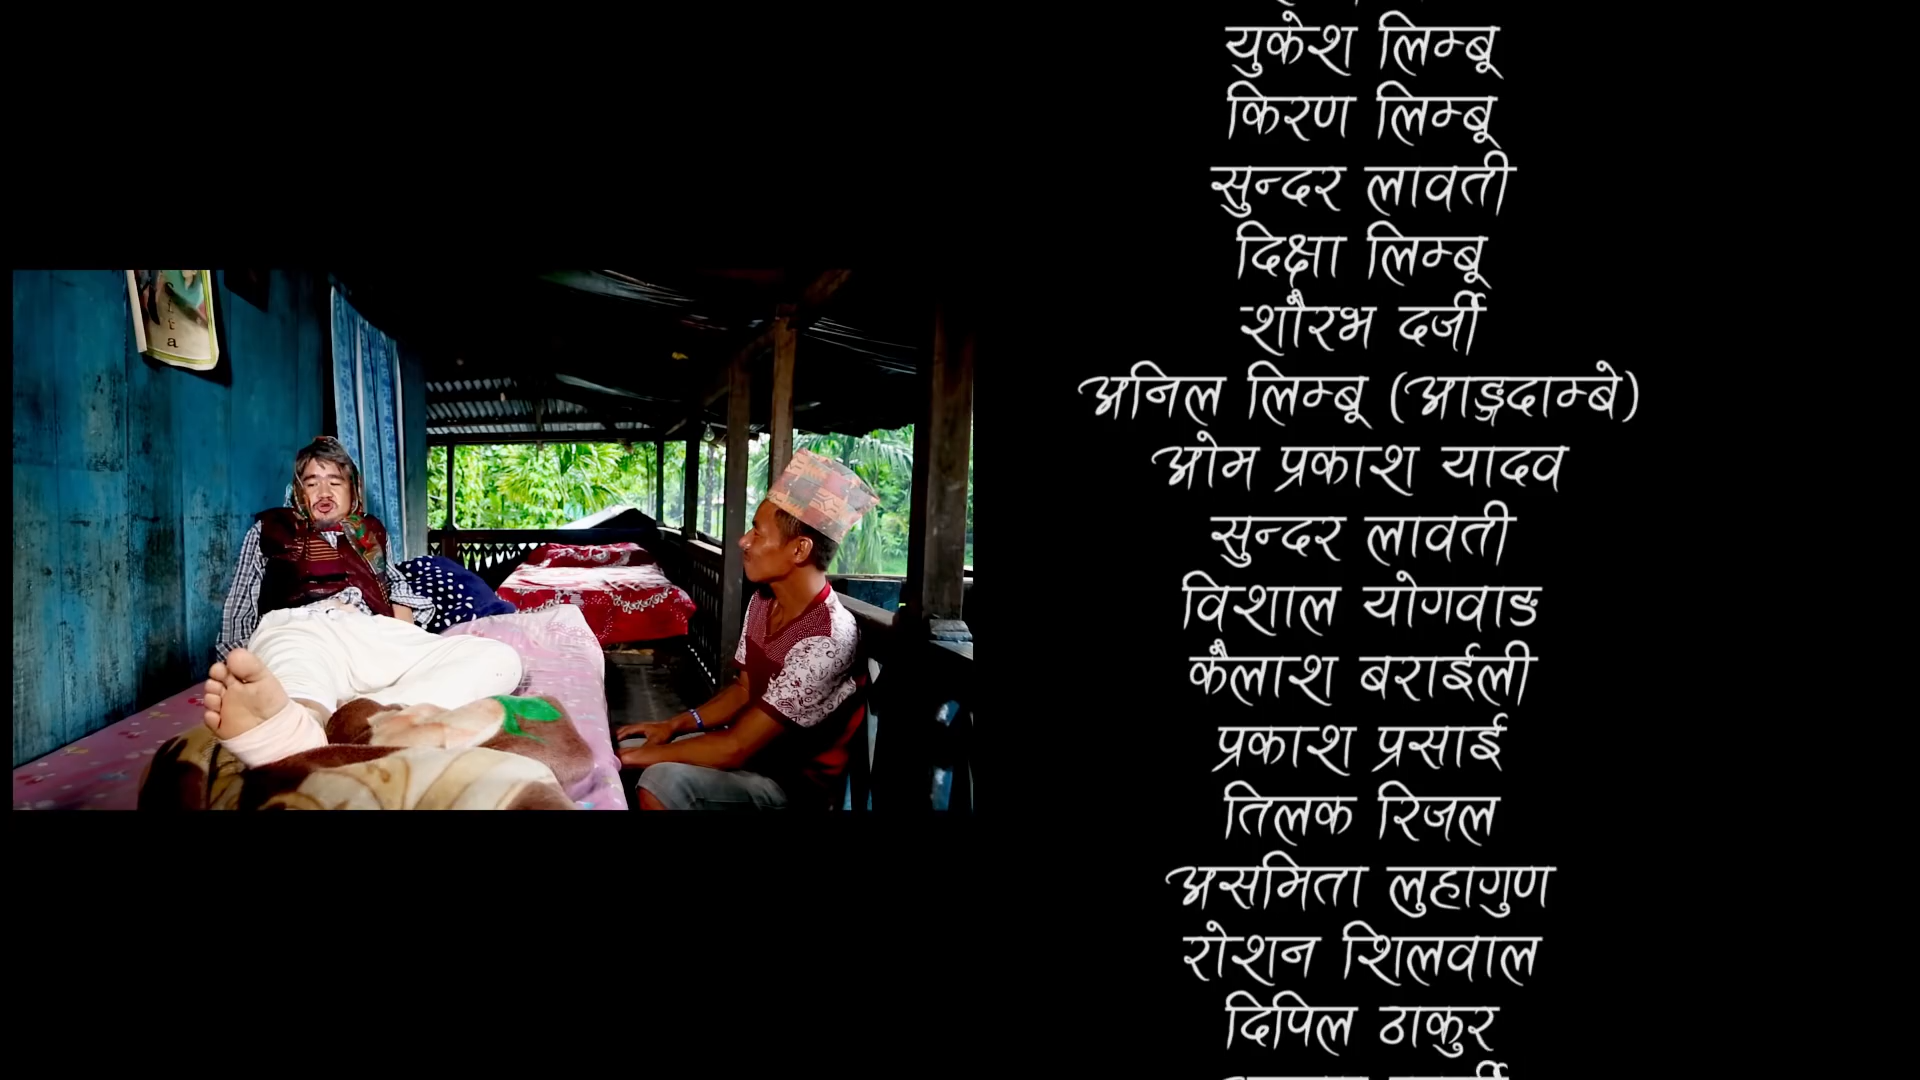 युकेश लिम्बू
किरण लिम्बू
सुन्दर लावती
दिक्षा लिम्बू
शौरभ दर्जी
अनिल लिम्बू (आङ्गदाम्बे)
ओम प्रकाश यादव
सुन्दर लावती
विशाल योगवाङ
कैलाश बराईली
प्रकाश प्रसाई
तिलक रिजल
असमिता लुहागुण
रोशन शिलवाल
दिपिल ठाकुर